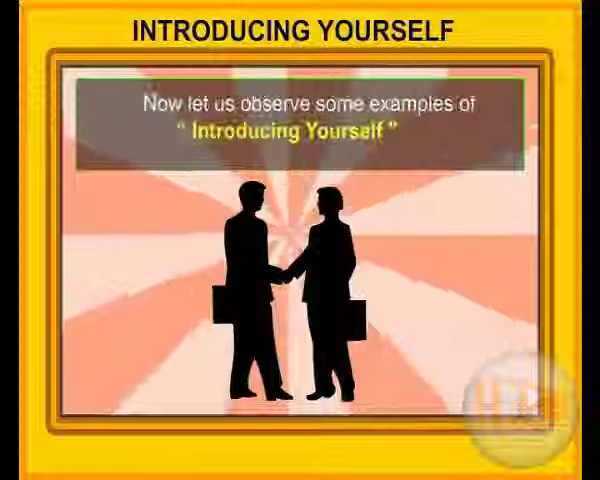 INTRODUCING YOURSELF
Now let us observe some examples of
" Introducing Yourself "